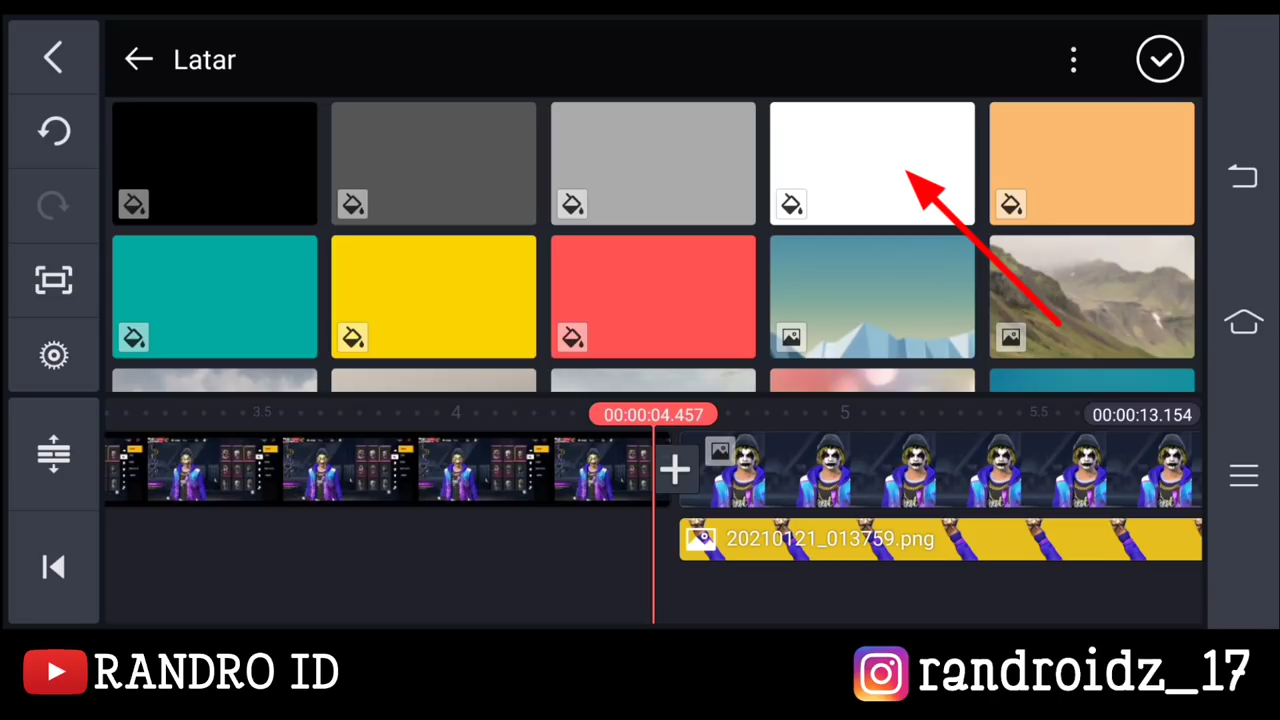 Latar
3.5
4
00:00:04.457
5
5.5
00:00:13.154
20210121_013759.png
RANDRO ID
randroidz_17